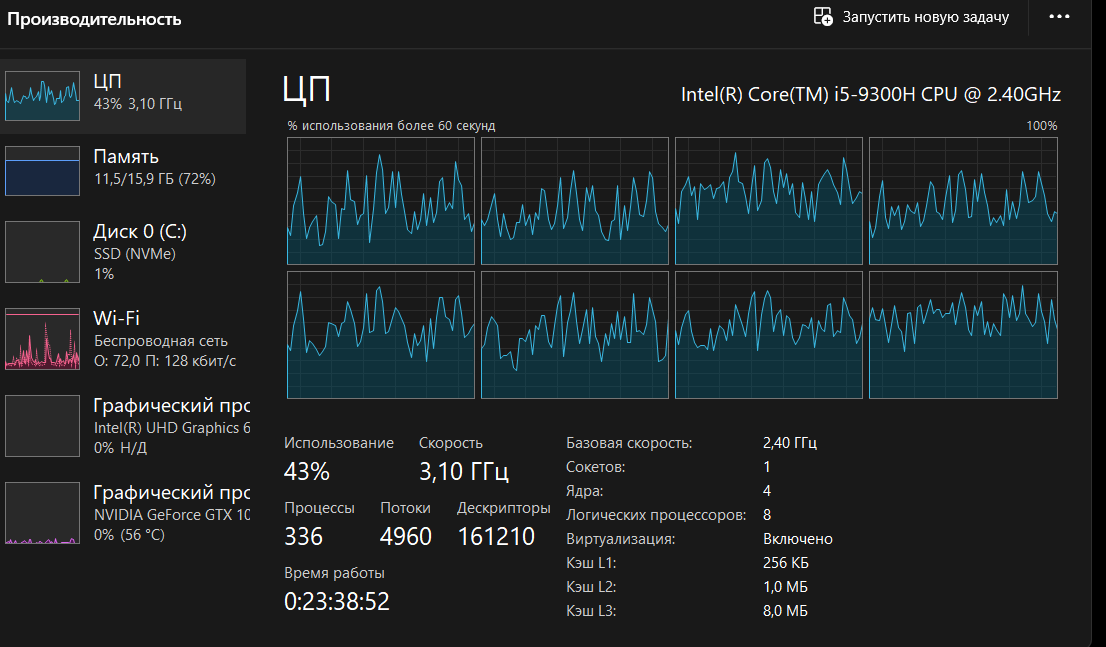 Производительность
Запустить новую задачу
ЦП
43% 3,10 ГГц
Память
11,5/15,9 ГБ (72%)
Диск 0 (C:)
SSD (NVMe)
1%
Wi-Fi
Беспроводная сеть
О: 72,0 П: 128 кбит/с
Графический прс
Intel(R) UHD Graphics 6
0% Н/Д
Графический прс
NVIDIA GeForce GTX 10
0% (56 °C)
ЦП
Intel(R) Core(TM) i5-9300H CPU @ 2.40GHz
% использования более 60 секунд
100%
Использование
Скорость
43%
3,10 ГГц
Процессы
Потоки
Дескрипторы
336
4960
161210
Время работы
0:23:38:52
Базовая скорость: 2,40 ГГц
Сокетов: 1
Ядра: 4
Логических процессоров: 8
Виртуализация: Включено
Кэш L1: 256 КБ
Кэш L2: 1,0 МБ
Кэш L3: 8,0 МБ